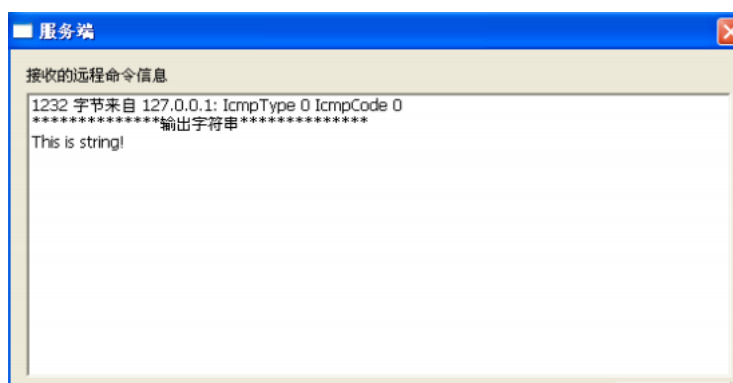 服务端
接收的远程命令信息
1232 字节来自 127.0.0.1: IcmpType 0 IcmpCode 0
**************输出字符串**************
This is string!